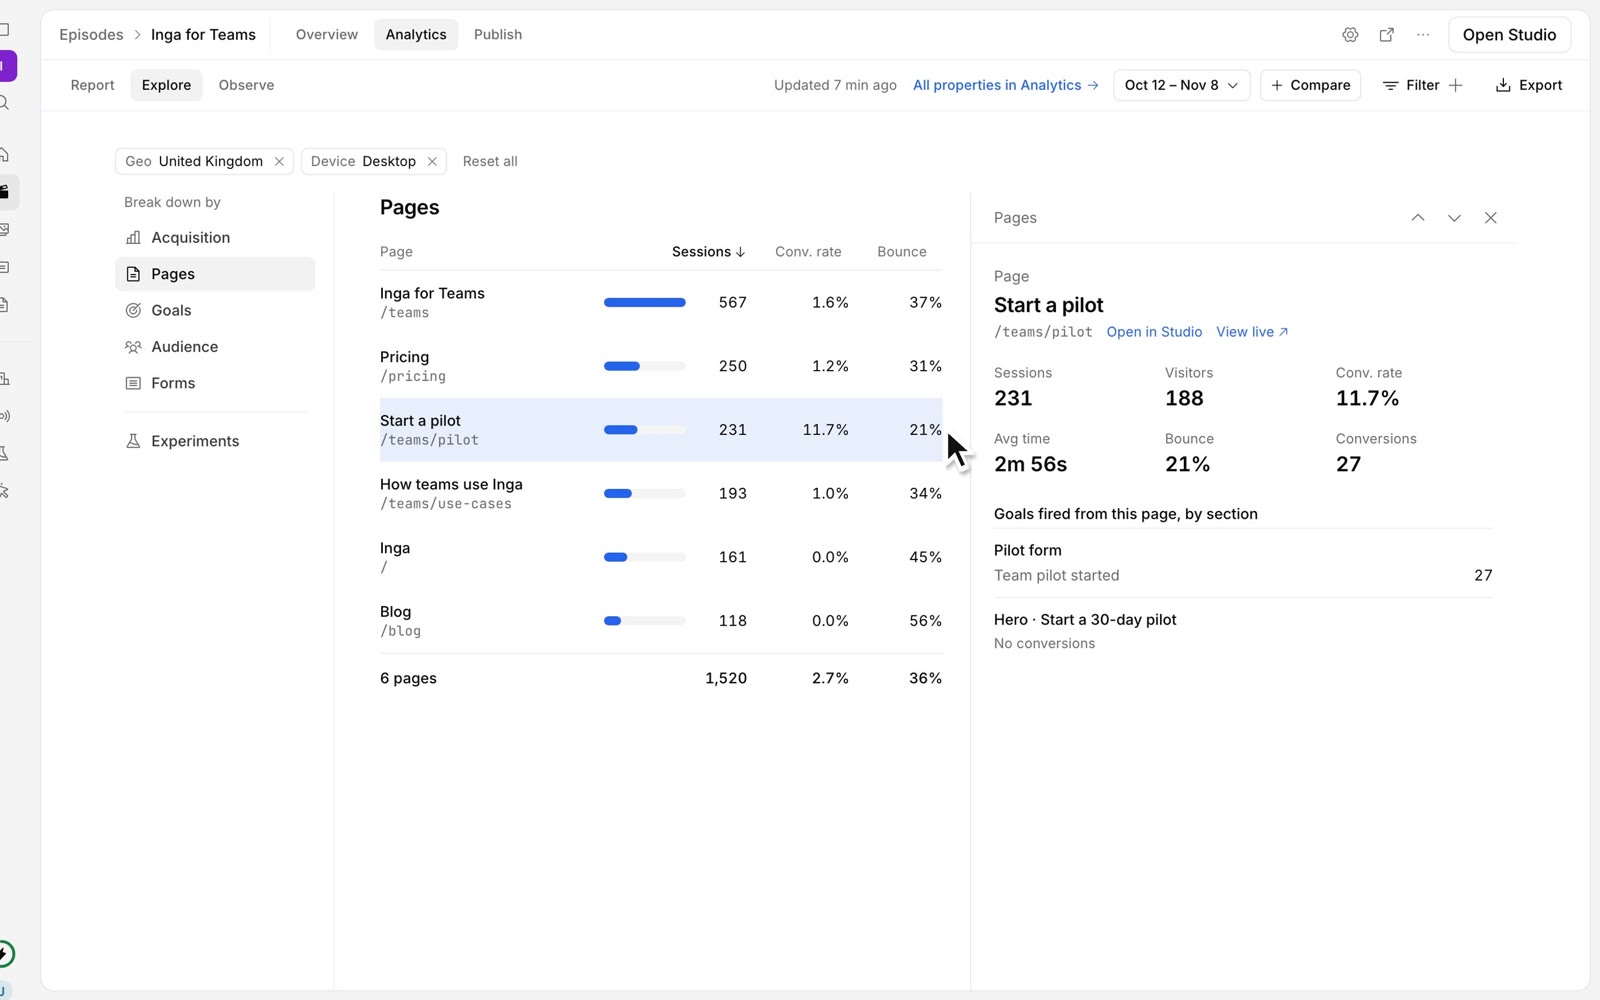 Episodes > Inga for Teams
Overview
Analytics
Publish
Open Studio
Report
Explore
Observe
Updated 7 min ago
All properties in Analytics →
Oct 12 – Nov 8
+ Compare
Filter +
Export
Geo United Kingdom ×
Device Desktop ×
Reset all
Break down by
Acquisition
Pages
Goals
Audience
Forms
Experiments
Pages
Page Sessions ↓ Conv. rate Bounce
Inga for Teams
/teams
567 1.6% 37%
Pricing
/pricing
250 1.2% 31%
Start a pilot
/teams/pilot
231 11.7% 21%
How teams use Inga
/teams/use-cases
193 1.0% 34%
Inga
/
161 0.0% 45%
Blog
/blog
118 0.0% 56%
6 pages 1,520 2.7% 36%
Pages
Page
Start a pilot
/teams/pilot Open in Studio View live ↗
Sessions Visitors Conv. rate
231 188 11.7%
Avg time Bounce Conversions
2m 56s 21% 27
Goals fired from this page, by section
Pilot form
Team pilot started 27
Hero · Start a 30-day pilot
No conversions